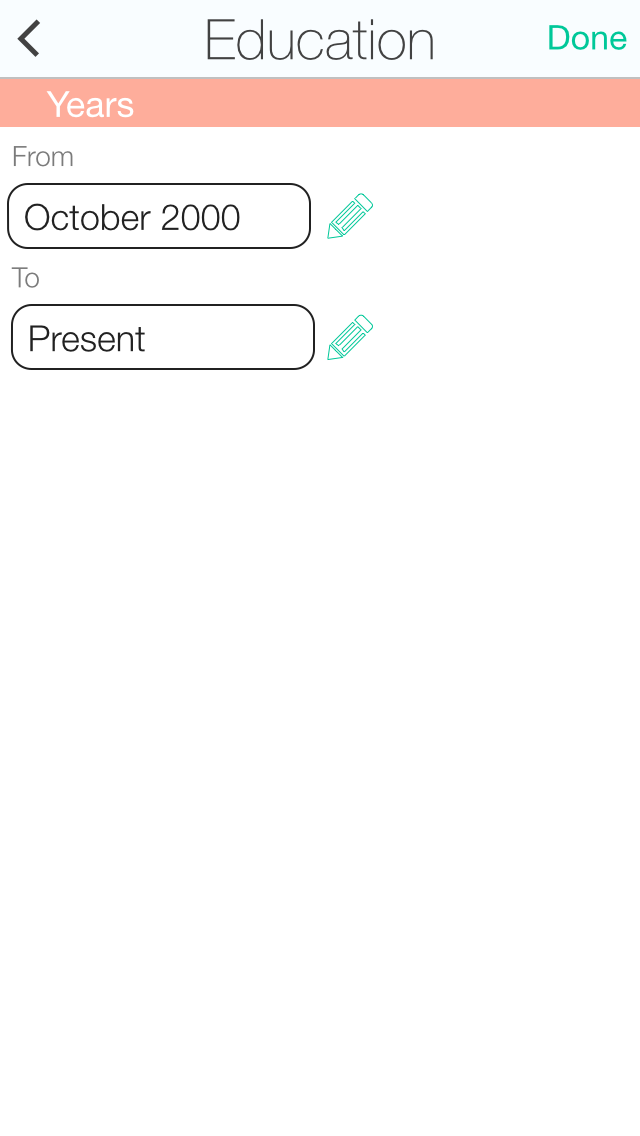 Education
Done
Years
From
October 2000
To
Present